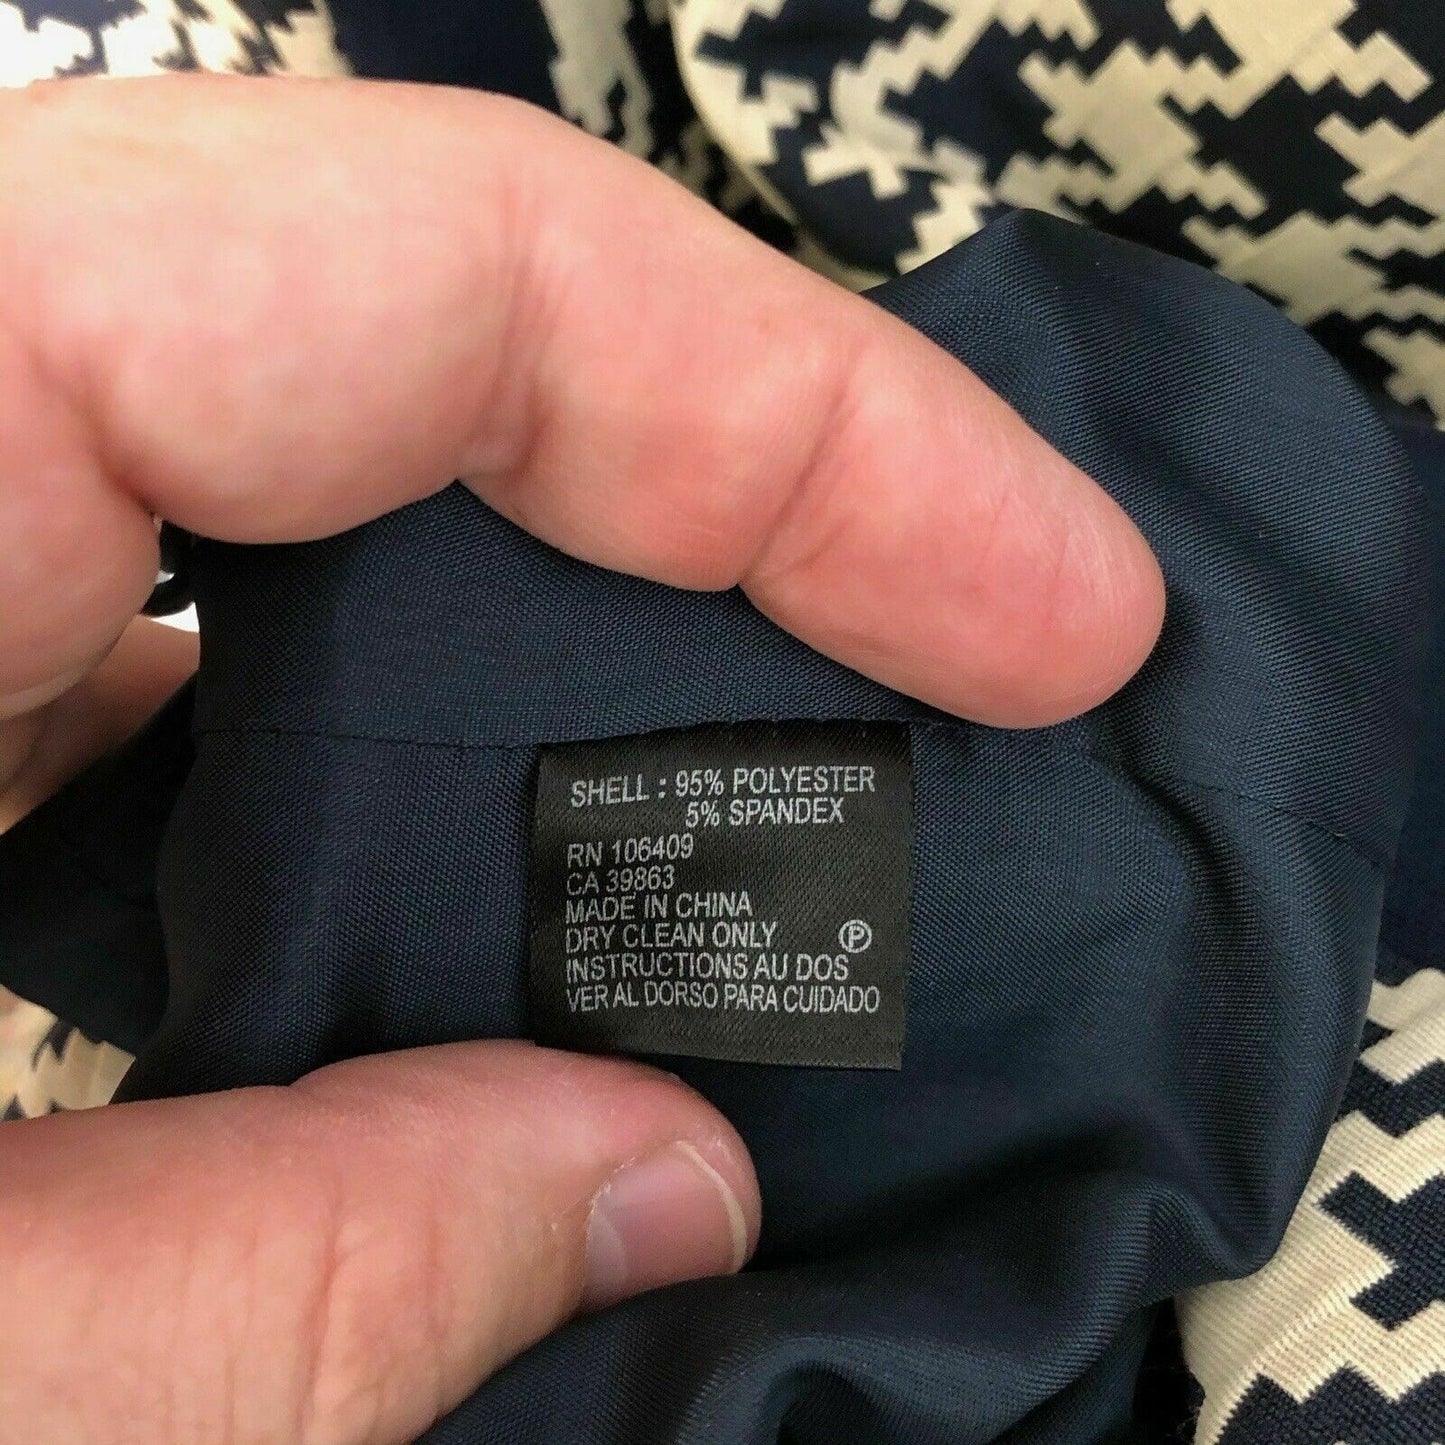 SHELL : 95% POLYESTER
5% SPANDEX
RN 106409
CA 39863
MADE IN CHINA
DRY CLEAN ONLY Ⓟ
INSTRUCTIONS AU DOS
VER AL DORSO PARA CUIDADO